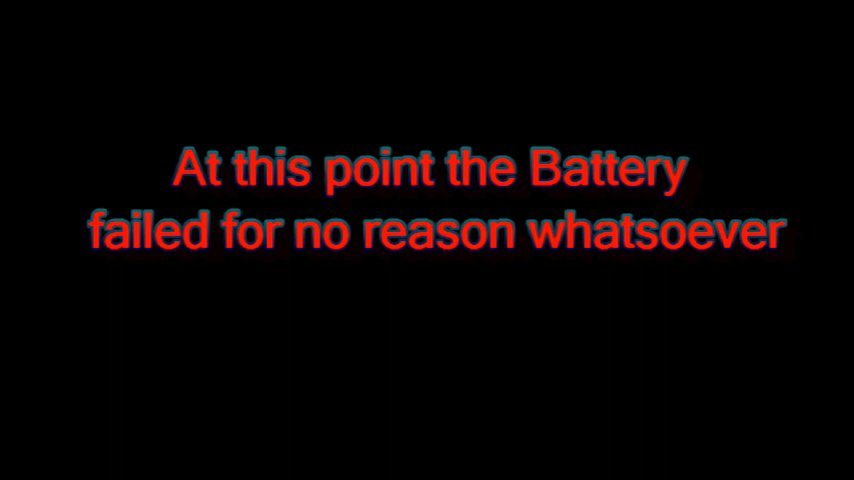 At this point the Battery
failed for no reason whatsoever